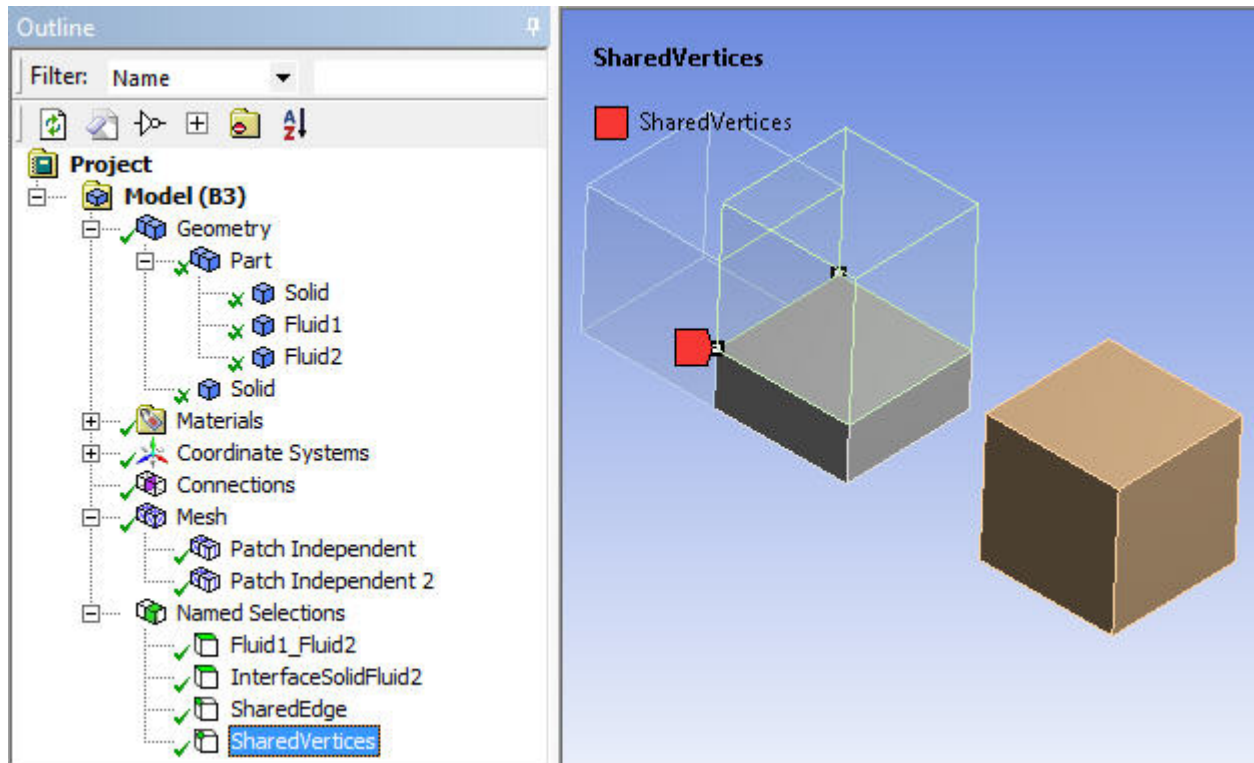 Outline
Filter: Name
A
Z
Project
Model (B3)
Geometry
Part
Solid
Fluid1
Fluid2
Solid
Materials
Coordinate Systems
Connections
Mesh
Patch Independent
Patch Independent 2
Named Selections
Fluid1_Fluid2
InterfaceSolidFluid2
SharedEdge
SharedVertices
SharedVertices
SharedVertices